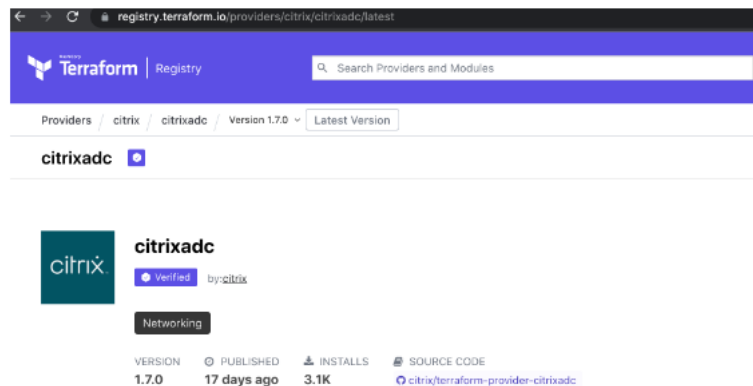 registry.terraform.io/providers/citrix/citrixadc/latest
HashiCorp
Terraform | Registry
Search Providers and Modules
Providers / citrix / citrixadc / Version 1.7.0 Latest Version
citrixadc
citrix
citrixadc
Verified by:citrix
Networking
VERSION PUBLISHED INSTALLS SOURCE CODE
1.7.0 17 days ago 3.1K citrix/terraform-provider-citrixadc